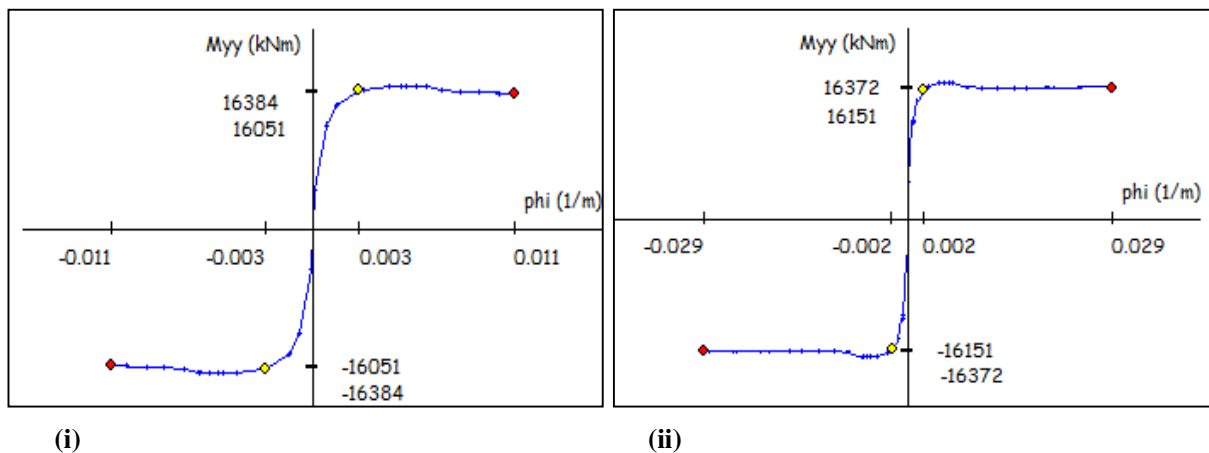 Myy (kNm)
16384
16051
phi (1/m)
-0.011
-0.003
0.003
0.011
-16051
-16384
(i)
Myy (kNm)
16372
16151
phi (1/m)
-0.029
-0.002
0.002
0.029
-16151
-16372
(ii)